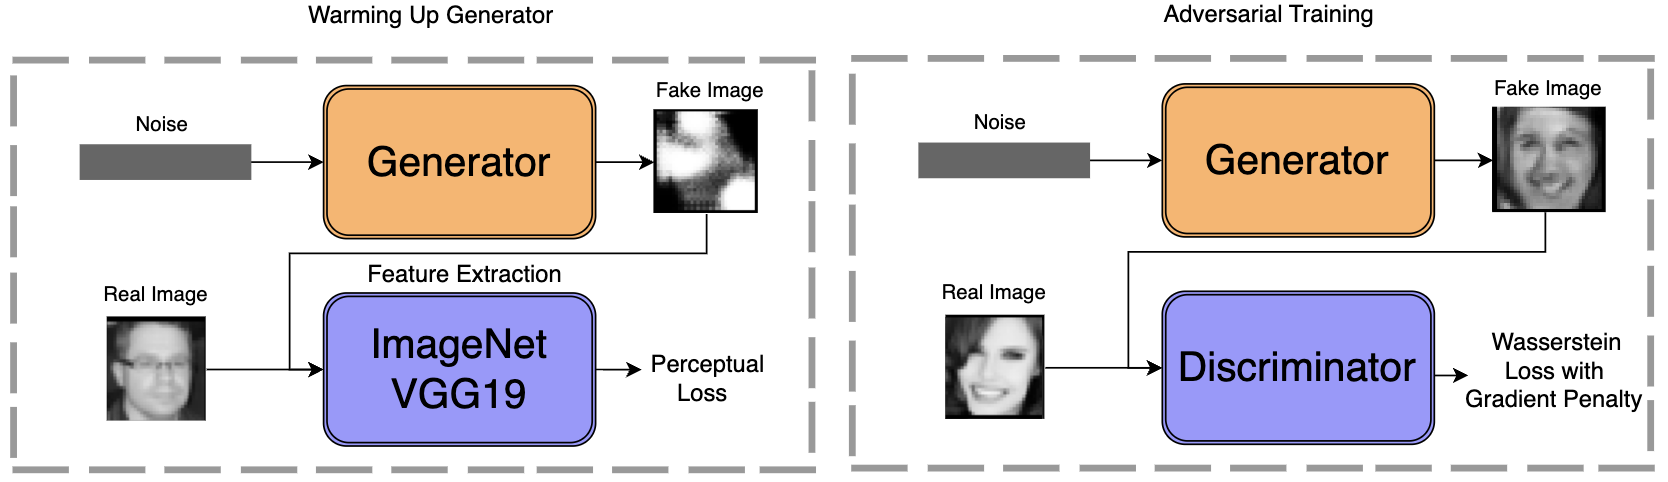 Warming Up Generator
Noise
Generator
Fake Image
Feature Extraction
Real Image
ImageNet
VGG19
Perceptual
Loss
Adversarial Training
Noise
Generator
Fake Image
Real Image
Discriminator
Wasserstein
Loss with
Gradient Penalty